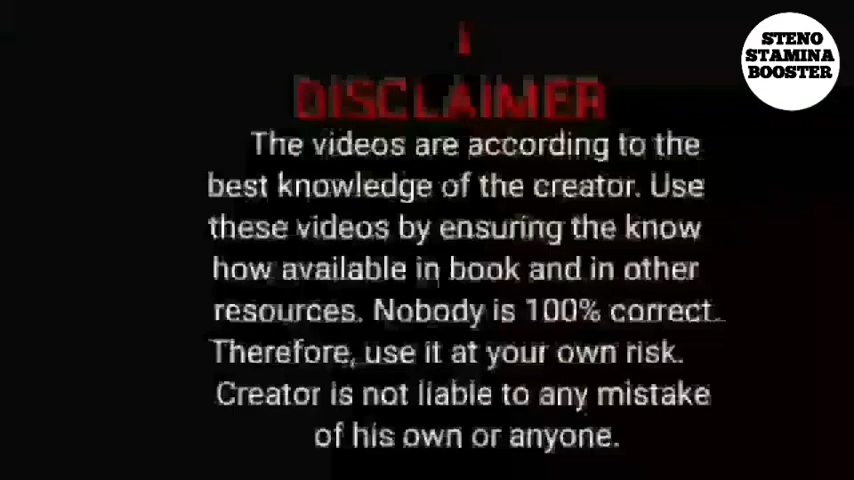 STENO
STAMINA
BOOSTER
DISCLAIMER
The videos are according to the
best knowledge of the creator. Use
these videos by ensuring the know
how available in book and in other
resources. Nobody is 100% correct.
Therefore, use it at your own risk.
Creator is not liable to any mistake
of his own or anyone.